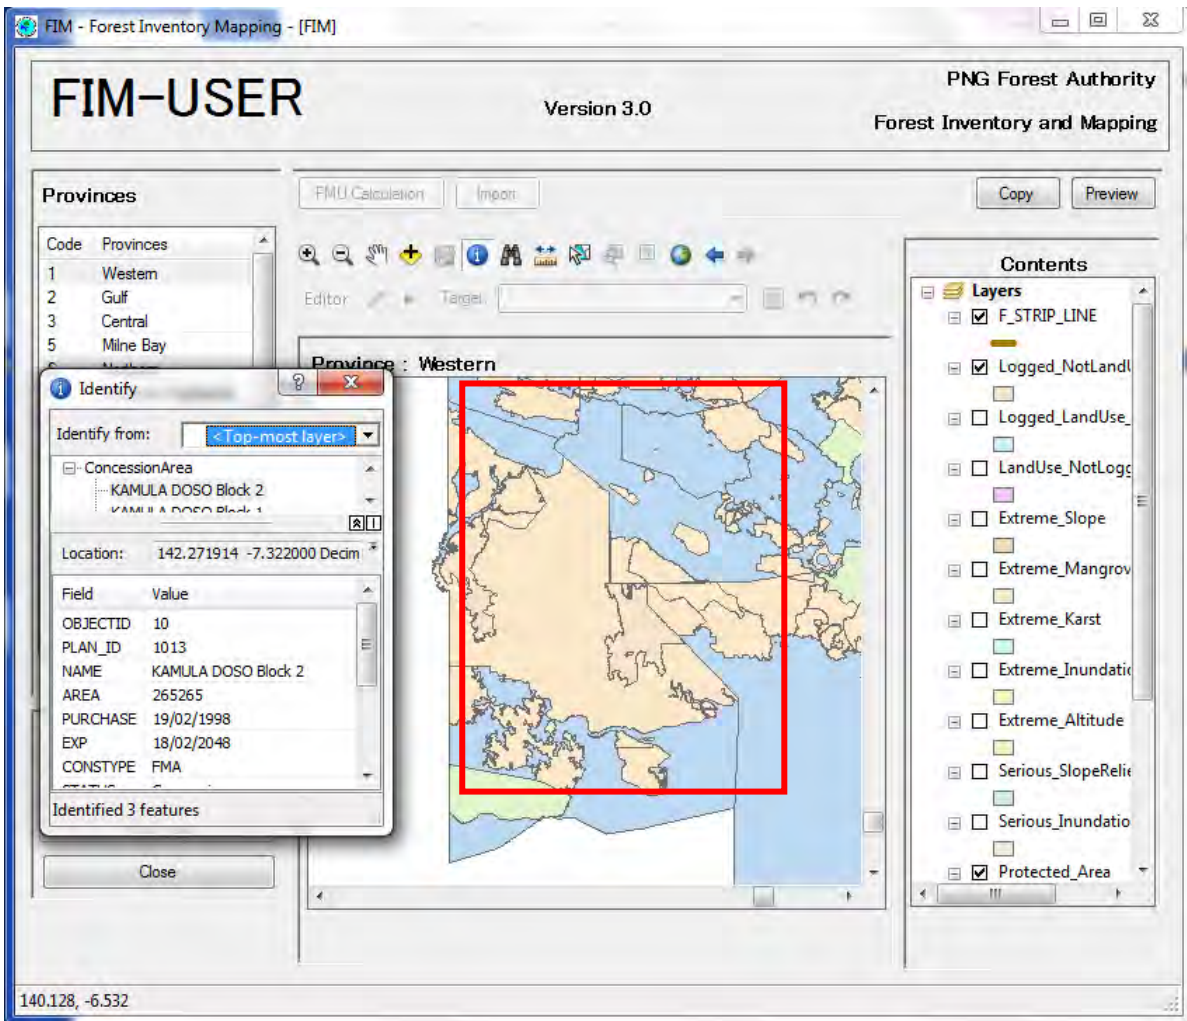 FIM - Forest Inventory Mapping - [FIM]
FIM-USER
Version 3.0
PNG Forest Authority
Forest Inventory and Mapping
Provinces
Code Provinces
1 Western
2 Gulf
3 Central
5 Milne Bay
FMU Calculation
Import
Copy
Preview
Editor
Target:
Province : Western
Identify
Identify from: <Top-most layer>
ConcessionArea
KAMULA DOSO Block 2
KAMULA DOSO Block 1
Location: 142.271914 -7.322000 Decim
Field Value
OBJECTID 10
PLAN_ID 1013
NAME KAMULA DOSO Block 2
AREA 265265
PURCHASE 19/02/1998
EXP 18/02/2048
CONSTYPE FMA
Identified 3 features
Close
Contents
Layers
F_STRIP_LINE
Logged_NotLandU
Logged_LandUse_
LandUse_NotLogg
Extreme_Slope
Extreme_Mangrov
Extreme_Karst
Extreme_Inundatio
Extreme_Altitude
Serious_SlopeRelie
Serious_Inundatio
Protected_Area
140.128, -6.532